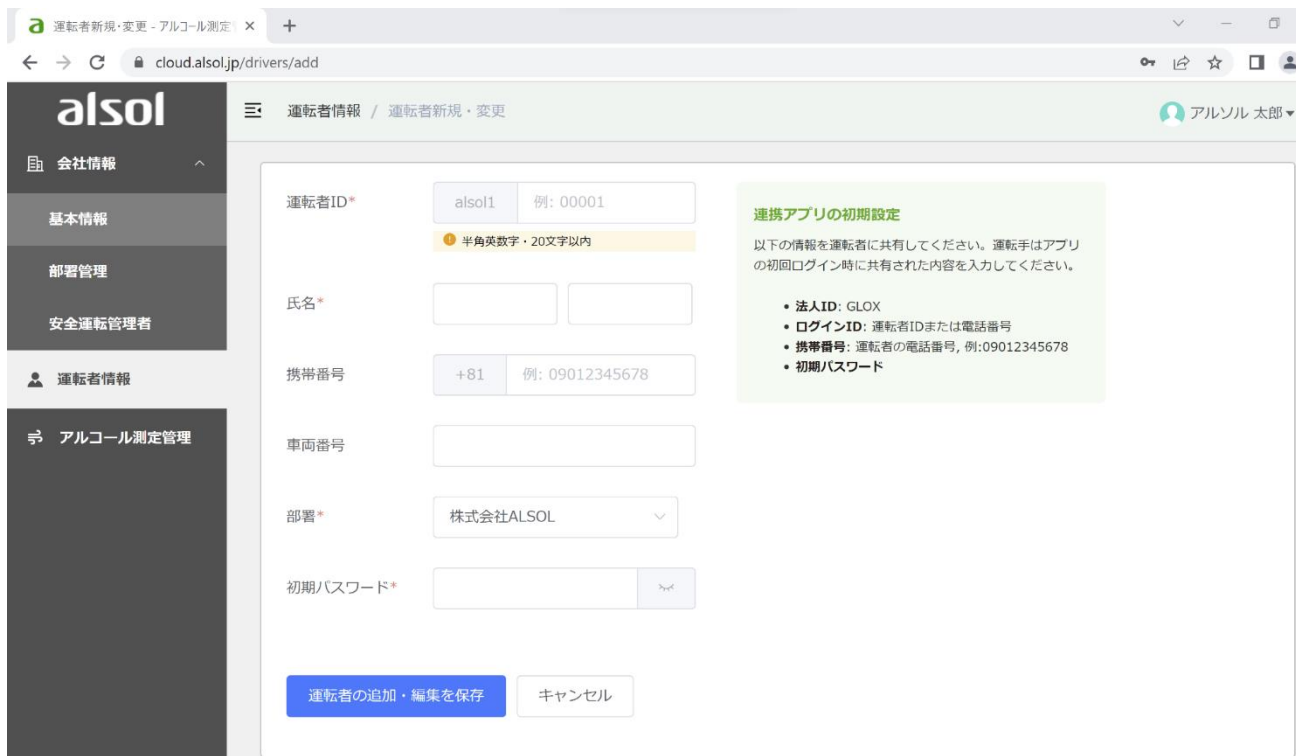 運転者新規・変更 - アルコール測定
cloud.alsol.jp/drivers/add
alsol
運転者情報 / 運転者新規・変更
アルソル 太郎
会社情報
基本情報
部署管理
安全運転管理者
運転者情報
アルコール測定管理
運転者ID*
alsol1
例: 00001
半角英数字・20文字以内
氏名*
携帯番号
+81
例: 09012345678
車両番号
部署*
株式会社ALSOL
初期パスワード*
運転者の追加・編集を保存
キャンセル
連携アプリの初期設定
以下の情報を運転者に共有してください。運転手はアプリ
の初回ログイン時に共有された内容を入力してください。
• 法人ID: GLOX
• ログインID: 運転者IDまたは電話番号
• 携帯番号: 運転者の電話番号, 例:09012345678
• 初期パスワード